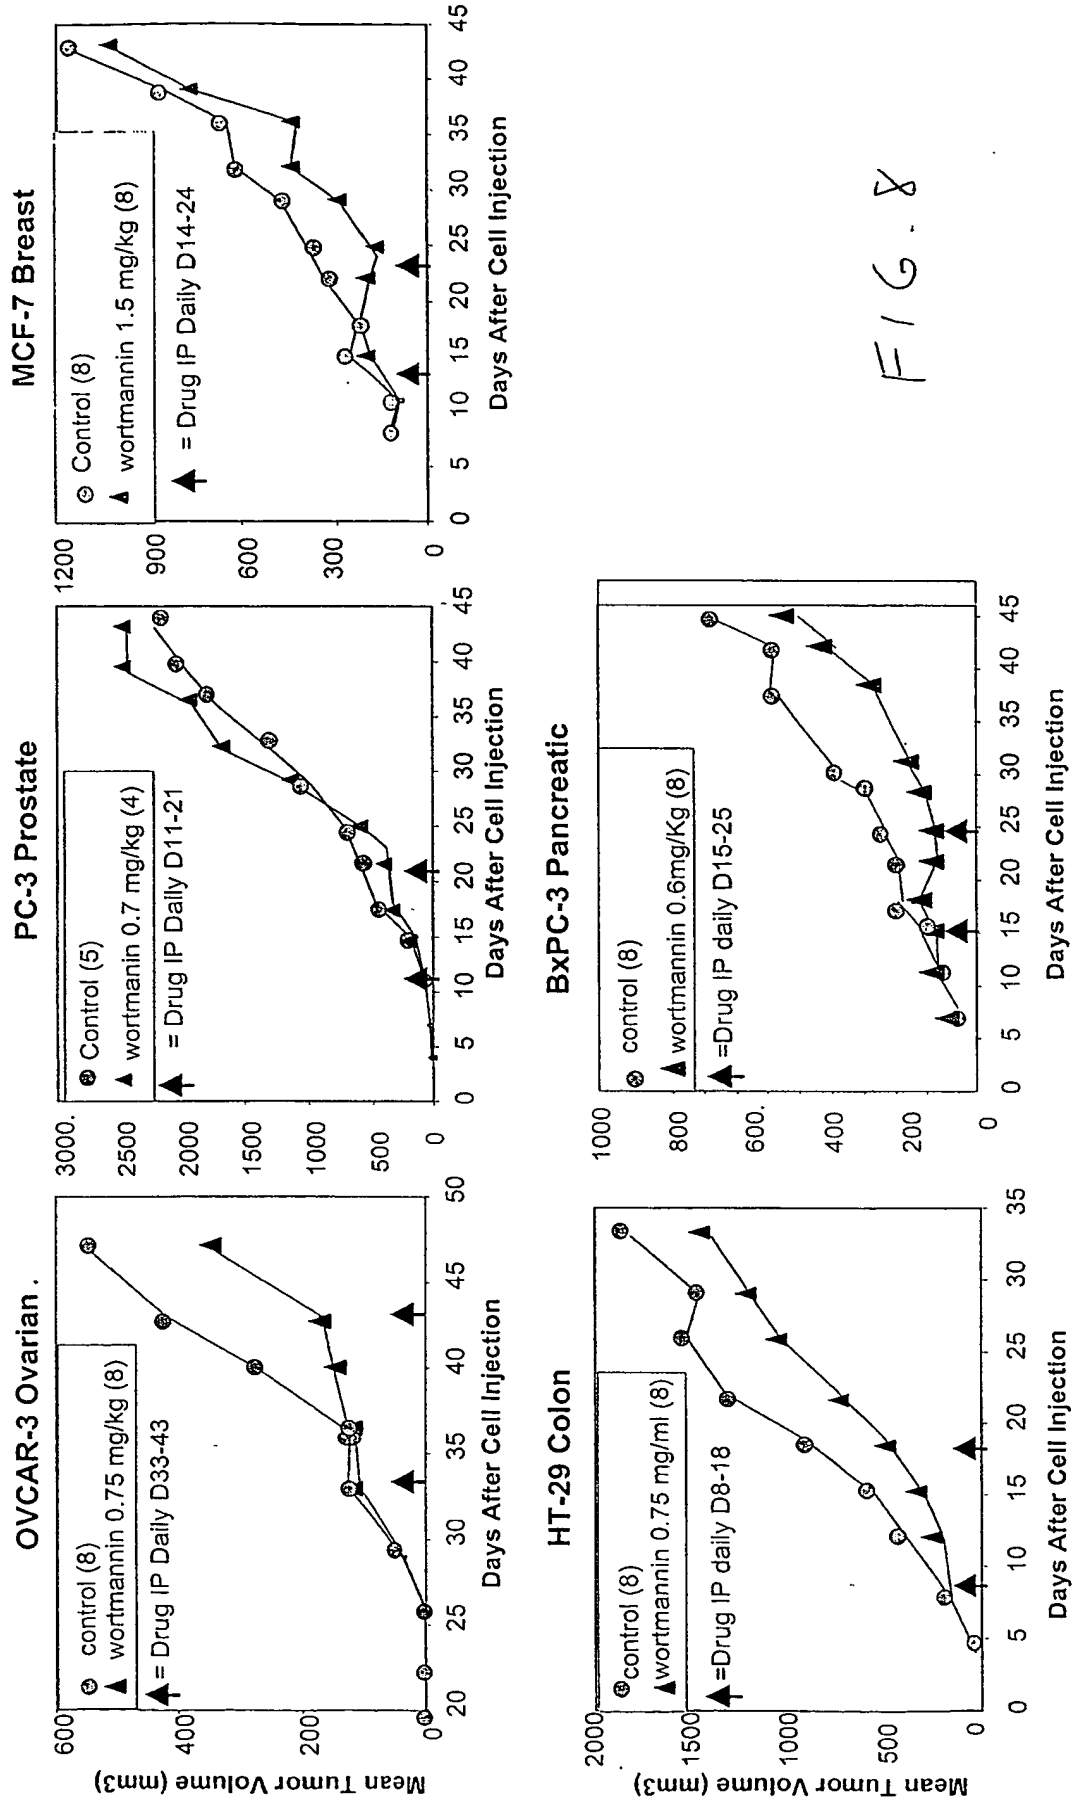 OVCAR-3 Ovarian .
control (8)
wortmannin 0.75 mg/kg (8)
= Drug IP Daily D33-43
Mean Tumor Volume (mm3)
600
400
200
0
20 25 30 35 40 45 50
Days After Cell Injection
PC-3 Prostate
Control (5)
wortmannin 0.7 mg/kg (4)
= Drug IP Daily D11-21
3000.
2500
2000
1500
1000
500
0
0 5 10 15 20 25 30 35 40 45
Days After Cell Injection
MCF-7 Breast
Control (8)
wortmannin 1.5 mg/kg (8)
= Drug IP Daily D14-24
1200
900
600
300
0
0 5 10 15 20 25 30 35 40 45
Days After Cell Injection
HT-29 Colon
control (8)
wortmannin 0.75 mg/ml (8)
=Drug IP daily D8-18
Mean Tumor Volume (mm3)
2000
1500
1000
500
0
0 5 10 15 20 25 30 35
Days After Cell Injection
BxPC-3 Pancreatic
control (8)
wortmannin 0.6mg/Kg (8)
=Drug IP daily D15-25
1000
800
600.
400
200
0
0 5 10 15 20 25 30 35 40 45
Days After Cell Injection
FIG. 8